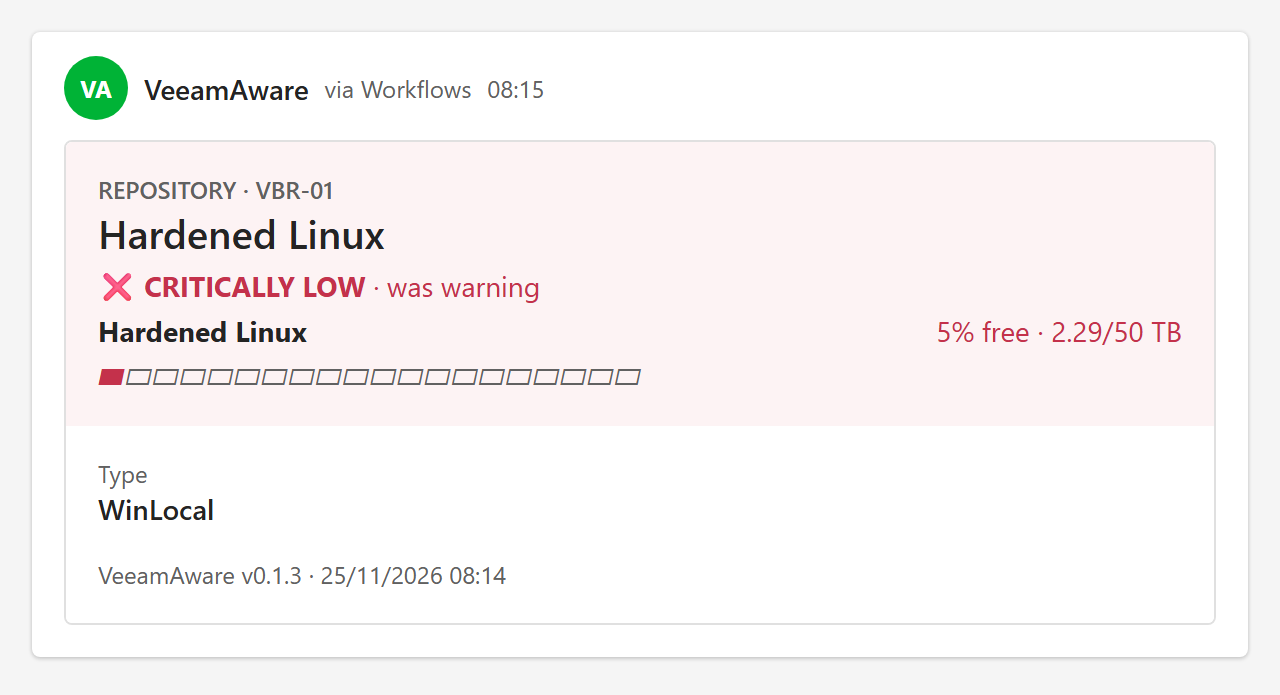 VA
VeeamAware via Workflows 08:15
REPOSITORY · VBR-01
Hardened Linux
❌ CRITICALLY LOW · was warning
Hardened Linux 5% free · 2.29/50 TB
▰▱▱▱▱▱▱▱▱▱▱▱▱▱▱▱▱▱▱▱
Type
WinLocal
VeeamAware v0.1.3 · 25/11/2026 08:14